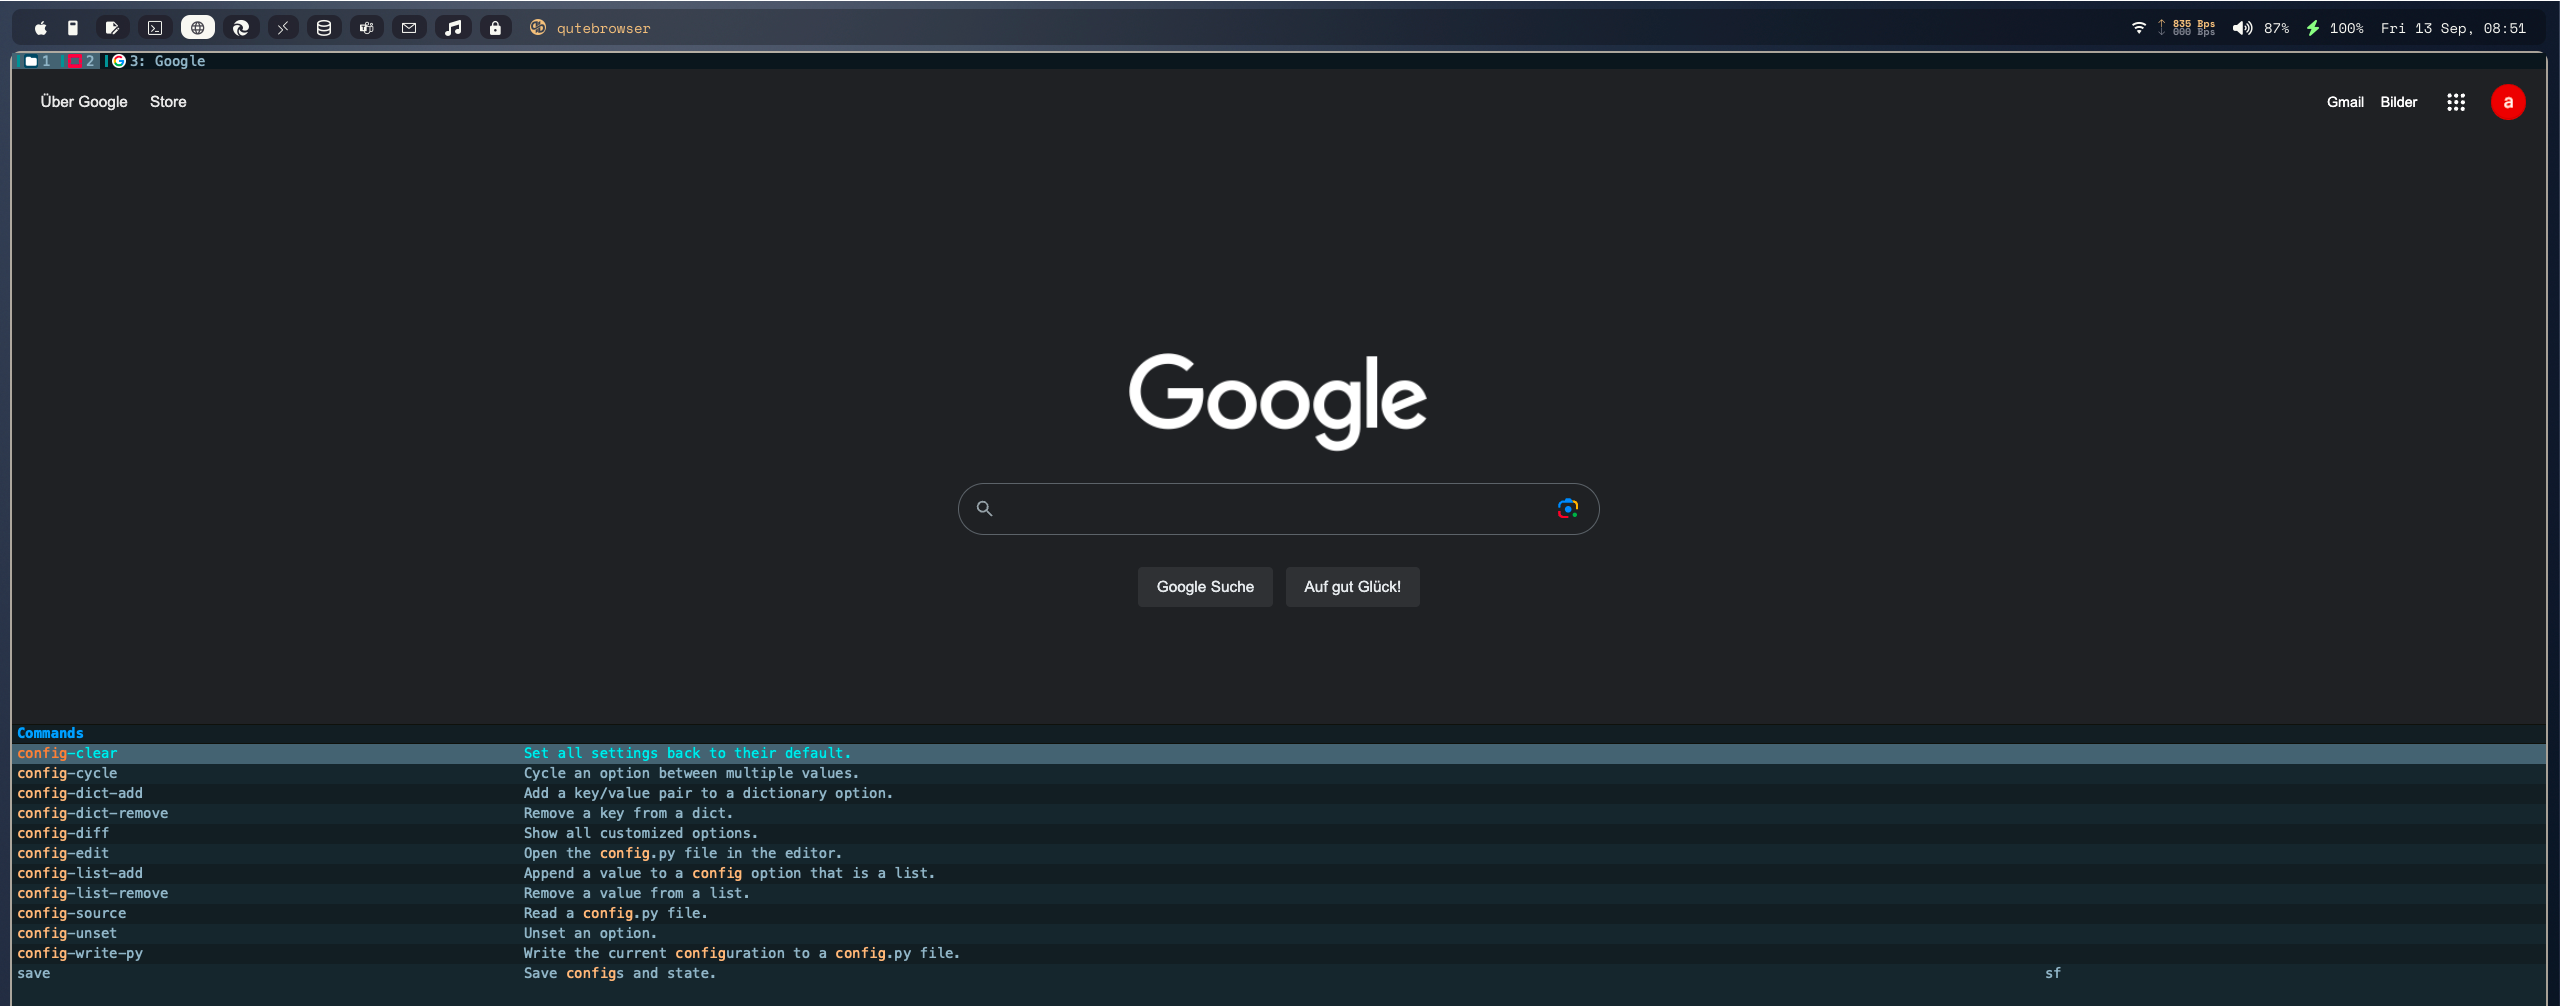 qutebrowser 835 Bps 000 Bps 87% 100% Fri 13 Sep, 08:51
1 2 3: Google
Über Google Store Gmail Bilder a
Google
Google Suche Auf gut Glück!
Commands
config-clear Set all settings back to their default.
config-cycle Cycle an option between multiple values.
config-dict-add Add a key/value pair to a dictionary option.
config-dict-remove Remove a key from a dict.
config-diff Show all customized options.
config-edit Open the config.py file in the editor.
config-list-add Append a value to a config option that is a list.
config-list-remove Remove a value from a list.
config-source Read a config.py file.
config-unset Unset an option.
config-write-py Write the current configuration to a config.py file.
save Save configs and state. sf